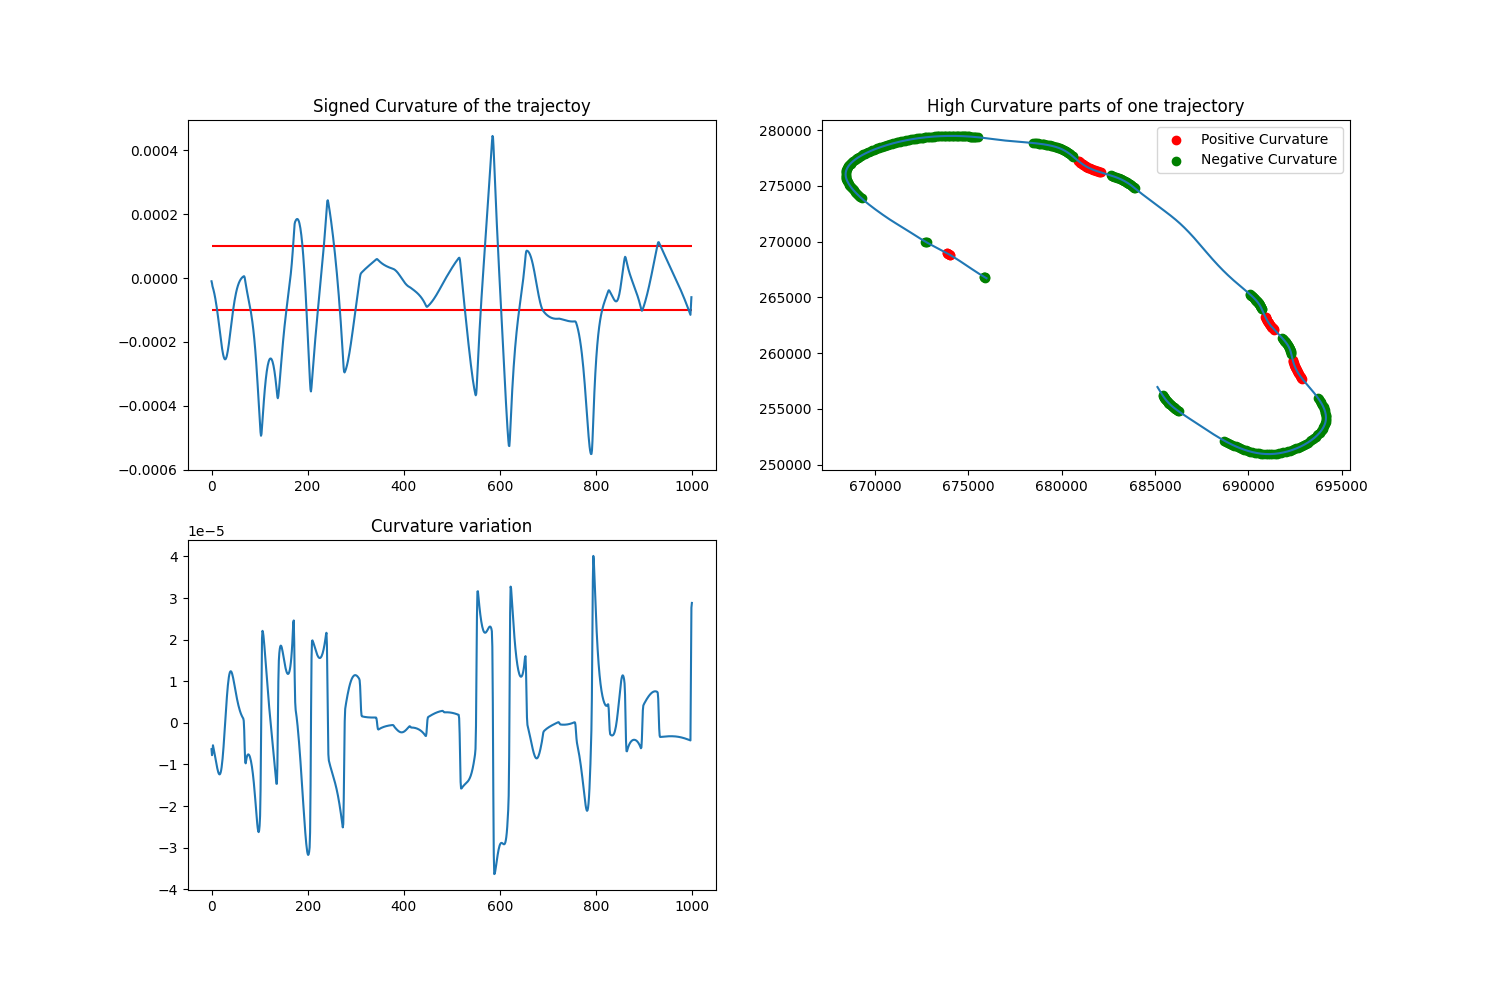 Signed Curvature of the trajectoy
0.0004
0.0002
0.0000
−0.0002
−0.0004
−0.0006
0 200 400 600 800 1000
High Curvature parts of one trajectory
280000
275000
270000
265000
260000
255000
250000
670000 675000 680000 685000 690000 695000
Positive Curvature
Negative Curvature
Curvature variation
1e−5
4
3
2
1
0
−1
−2
−3
−4
0 200 400 600 800 1000